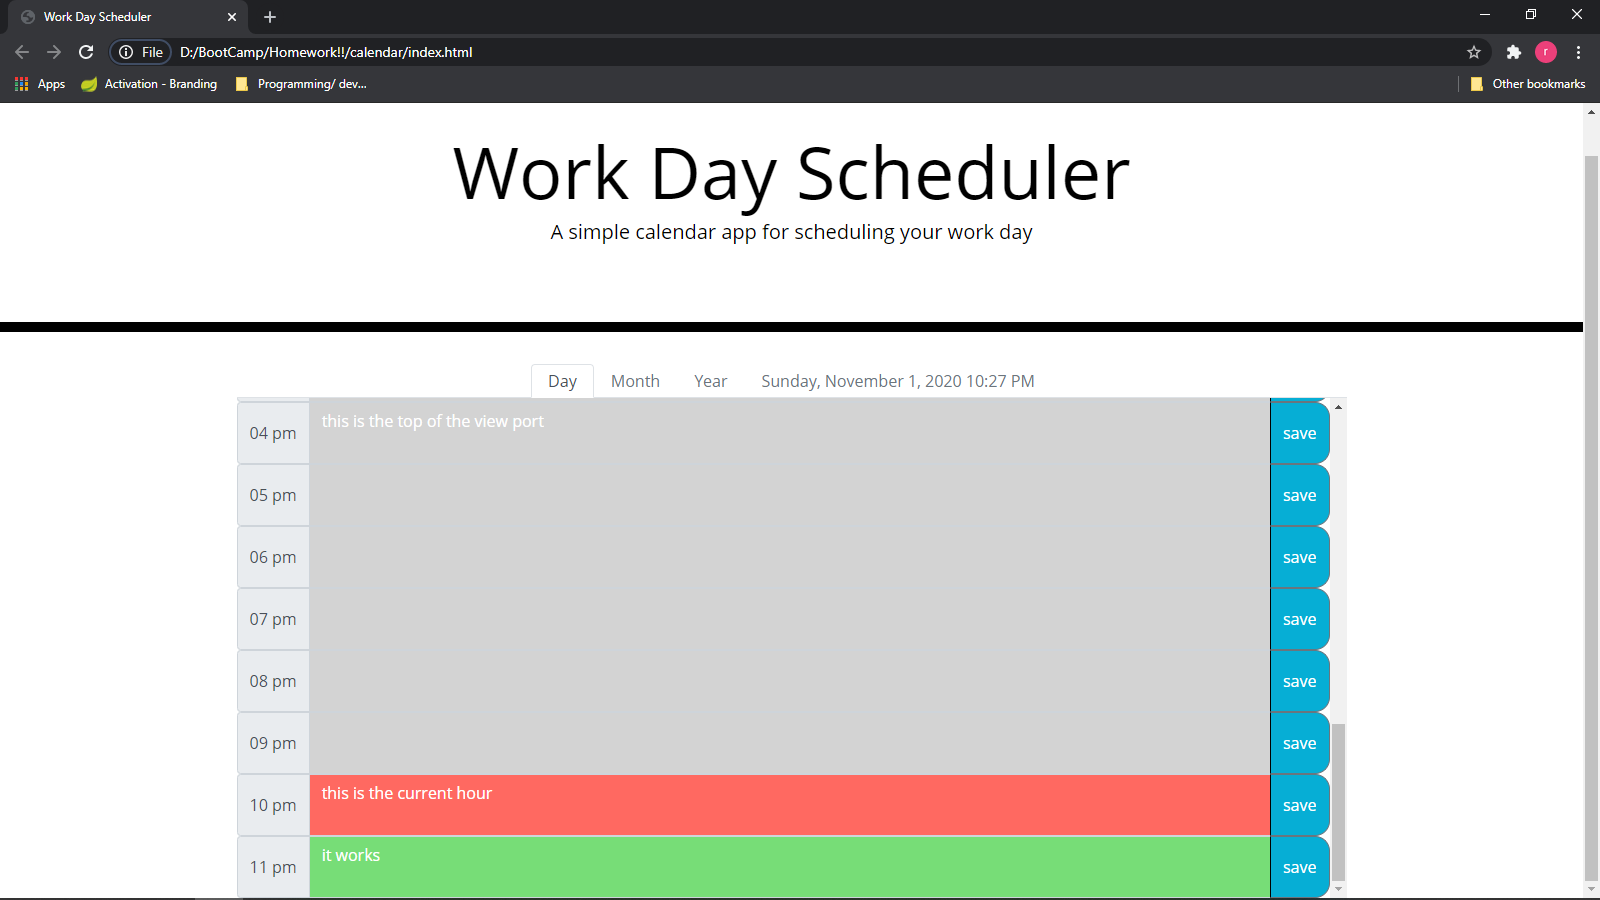 Work Day Scheduler
File D:/BootCamp/Homework!!/calendar/index.html r
Apps Activation - Branding Programming/ dev... Other bookmarks
Work Day Scheduler
A simple calendar app for scheduling your work day
Day Month Year Sunday, November 1, 2020 10:27 PM
04 pm this is the top of the view port save
05 pm save
06 pm save
07 pm save
08 pm save
09 pm save
10 pm this is the current hour save
11 pm it works save